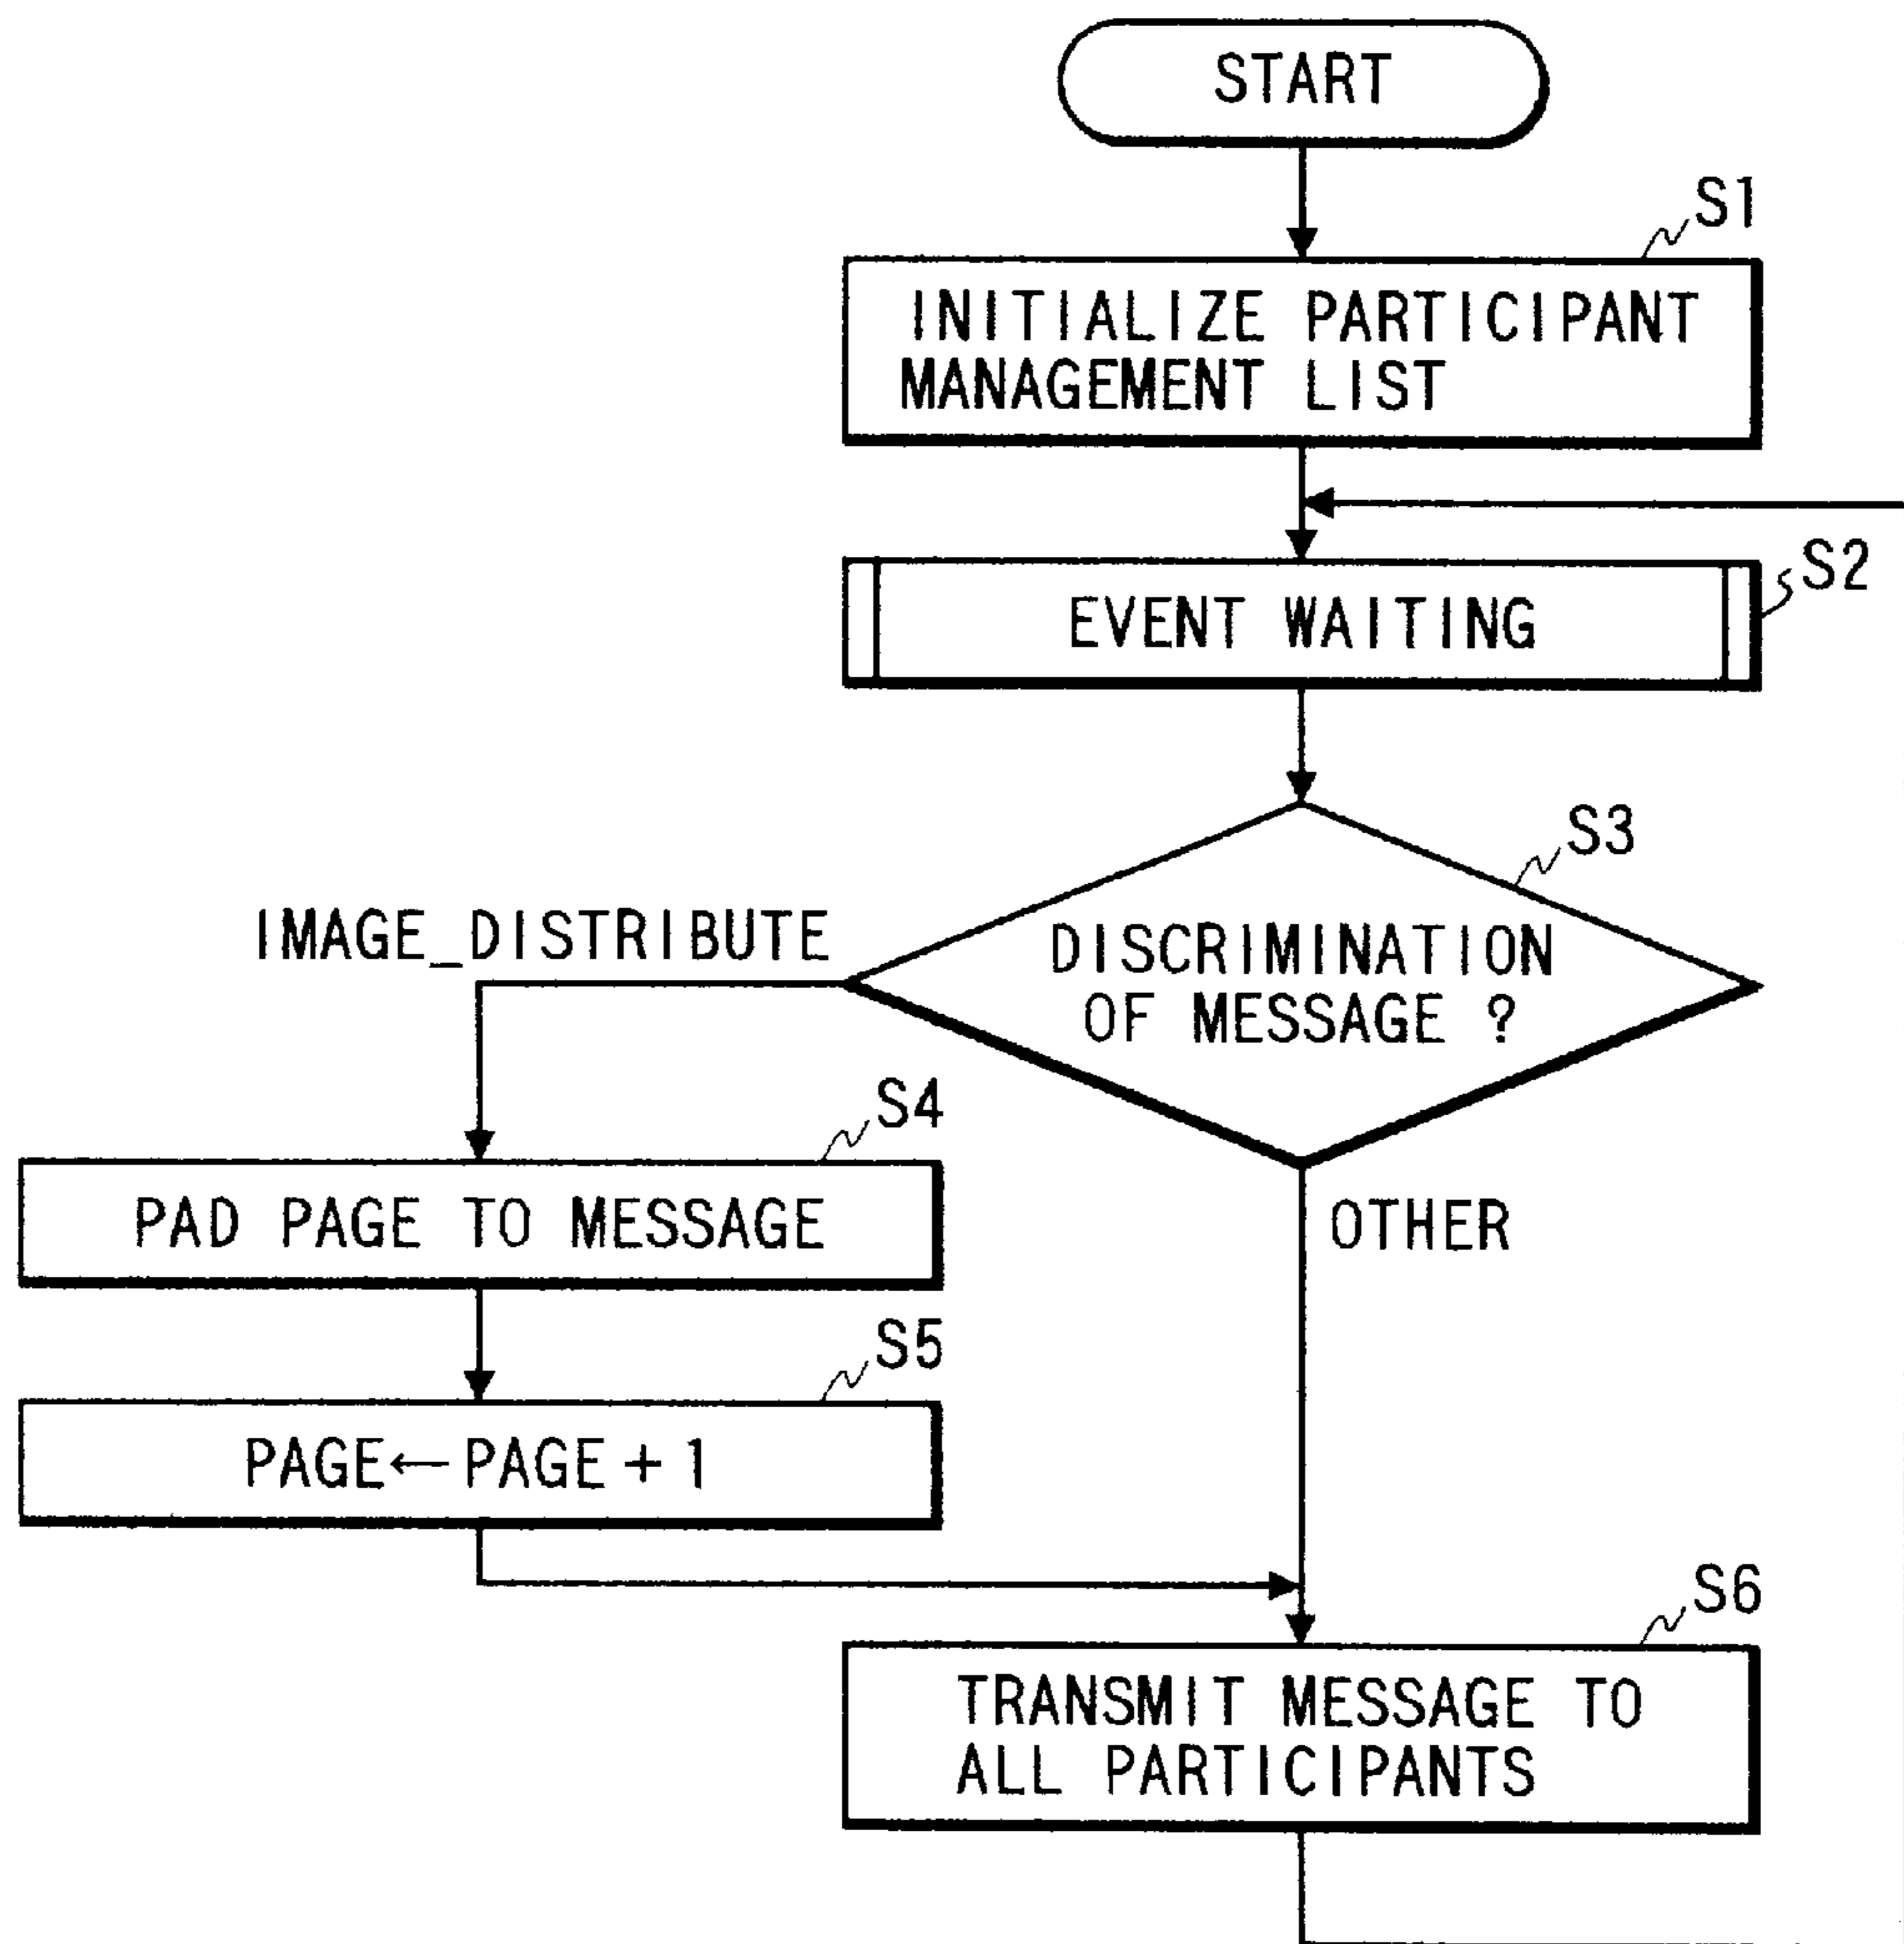 START
S1
INITIALIZE PARTICIPANT
MANAGEMENT LIST
S2
EVENT WAITING
S3
IMAGE_DISTRIBUTE
DISCRIMINATION
OF MESSAGE ?
S4
PAD PAGE TO MESSAGE
OTHER
S5
PAGE←PAGE+1
S6
TRANSMIT MESSAGE TO
ALL PARTICIPANTS